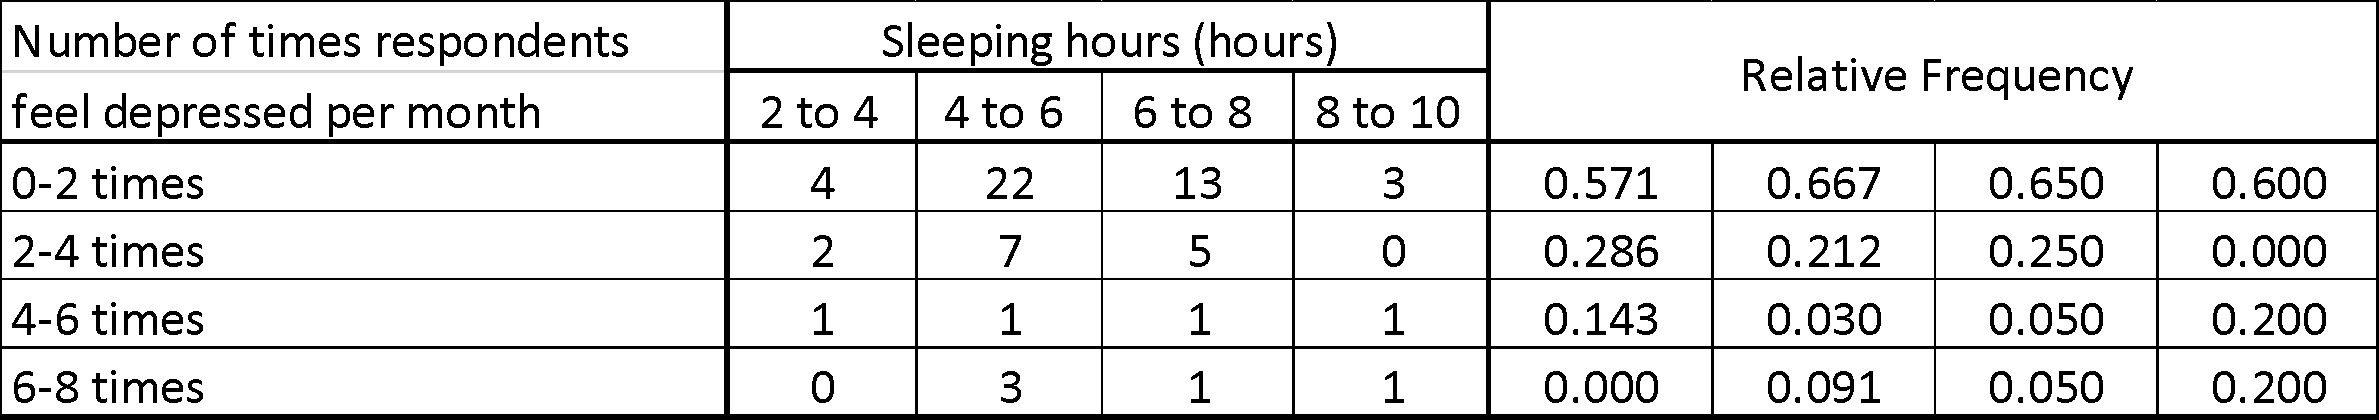 Number of times respondents feel depressed per month Sleeping hours (hours) Relative Frequency
2 to 4 4 to 6 6 to 8 8 to 10
0-2 times 4 22 13 3 0.571 0.667 0.650 0.600
2-4 times 2 7 5 0 0.286 0.212 0.250 0.000
4-6 times 1 1 1 1 0.143 0.030 0.050 0.200
6-8 times 0 3 1 1 0.000 0.091 0.050 0.200